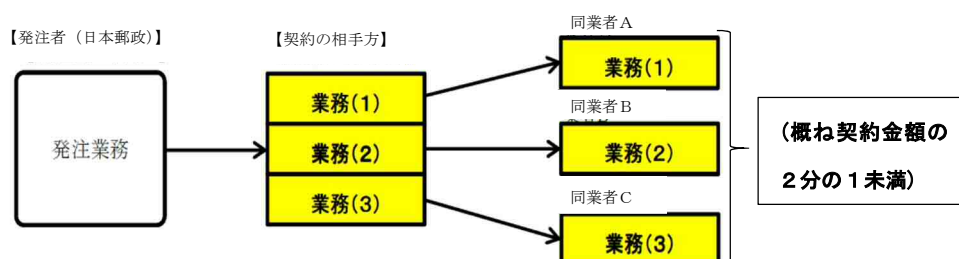 【発注者（日本郵政）】
【契約の相手方】
同業者A
発注業務
業務(1)
業務(2)
業務(3)
業務(1)
同業者B
業務(2)
同業者C
業務(3)
（概ね契約金額の
２分の１未満）